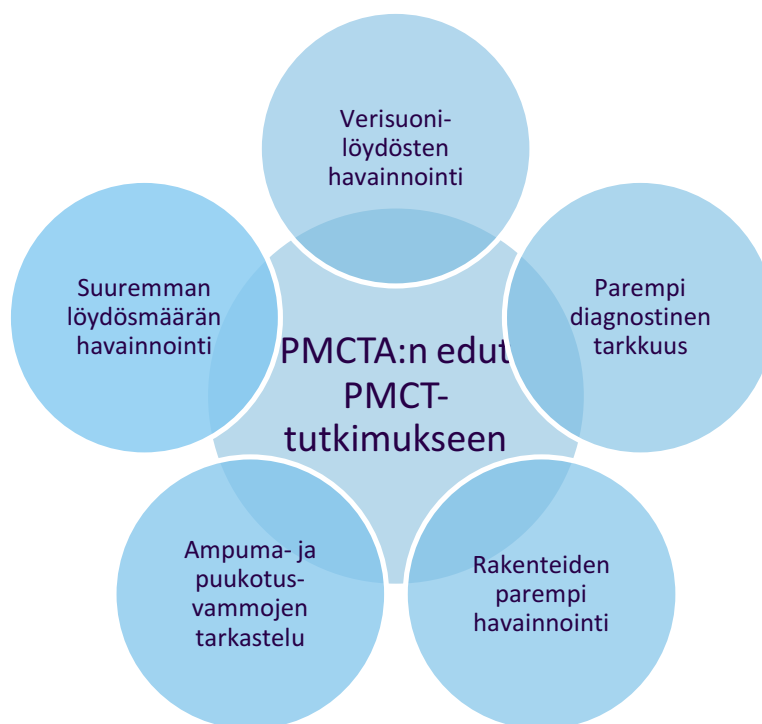 Verisuoni-
löydösten
havainnointi
Parempi
diagnostinen
tarkkuus
Rakenteiden
parempi
havainnointi
Ampuma- ja
puukotus-
vammojen
tarkastelu
Suuremman
löydösmäärän
havainnointi
PMCTA:n edut
PMCT-
tutkimukseen